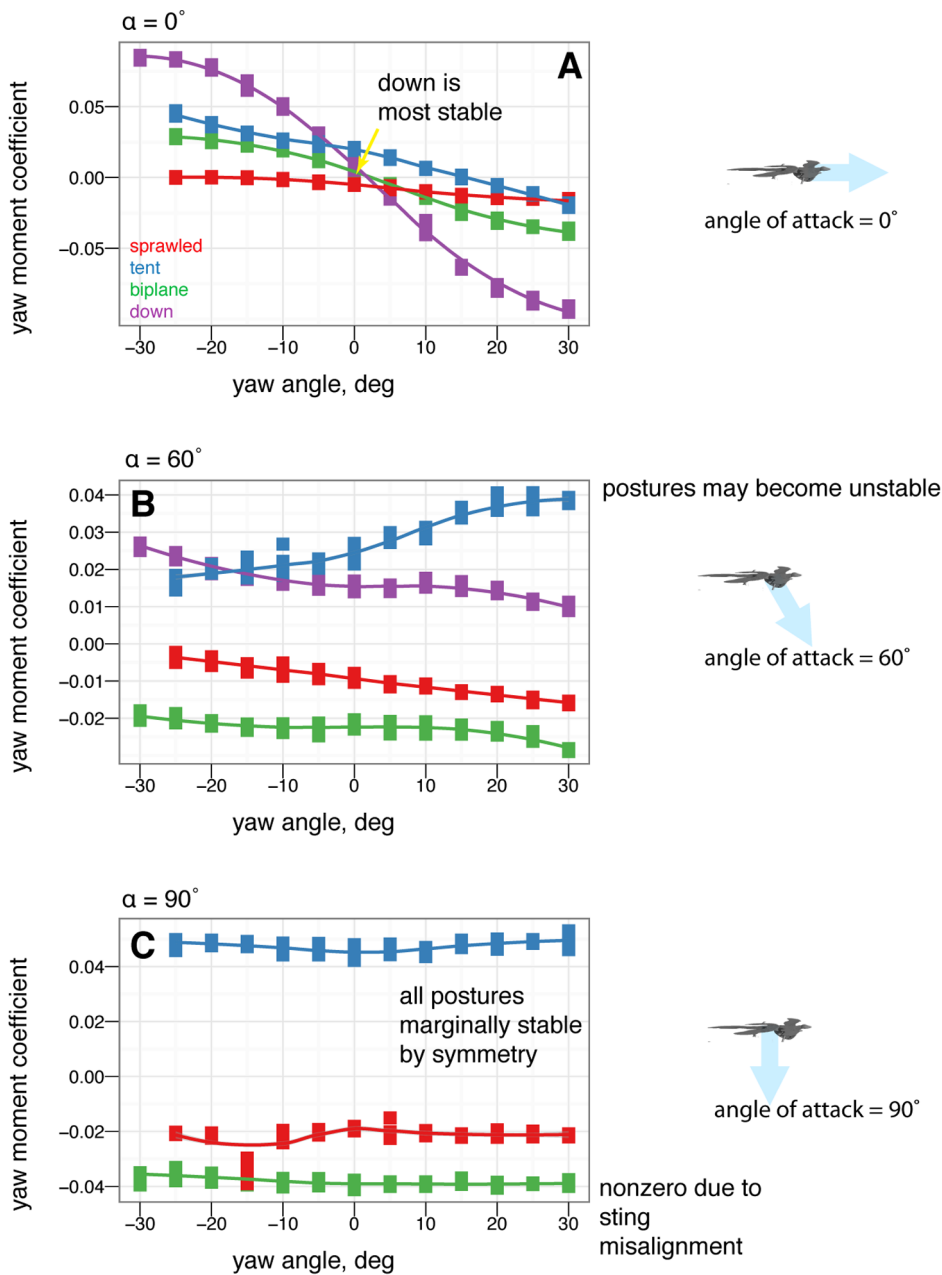 α = 0˚
A
down is
most stable
yaw moment coefficient
0.05
0.00
−0.05
sprawled
tent
biplane
down
−30 −20 −10 0 10 20 30
yaw angle, deg
angle of attack = 0˚
α = 60˚
B
postures may become unstable
yaw moment coefficient
0.04
0.03
0.02
0.01
0.00
−0.01
−0.02
−30 −20 −10 0 10 20 30
yaw angle, deg
angle of attack = 60˚
α = 90˚
C
yaw moment coefficient
0.04
0.02
0.00
−0.02
−0.04
all postures
marginally stable
by symmetry
−30 −20 −10 0 10 20 30
yaw angle, deg
angle of attack = 90˚
nonzero due to
sting
misalignment